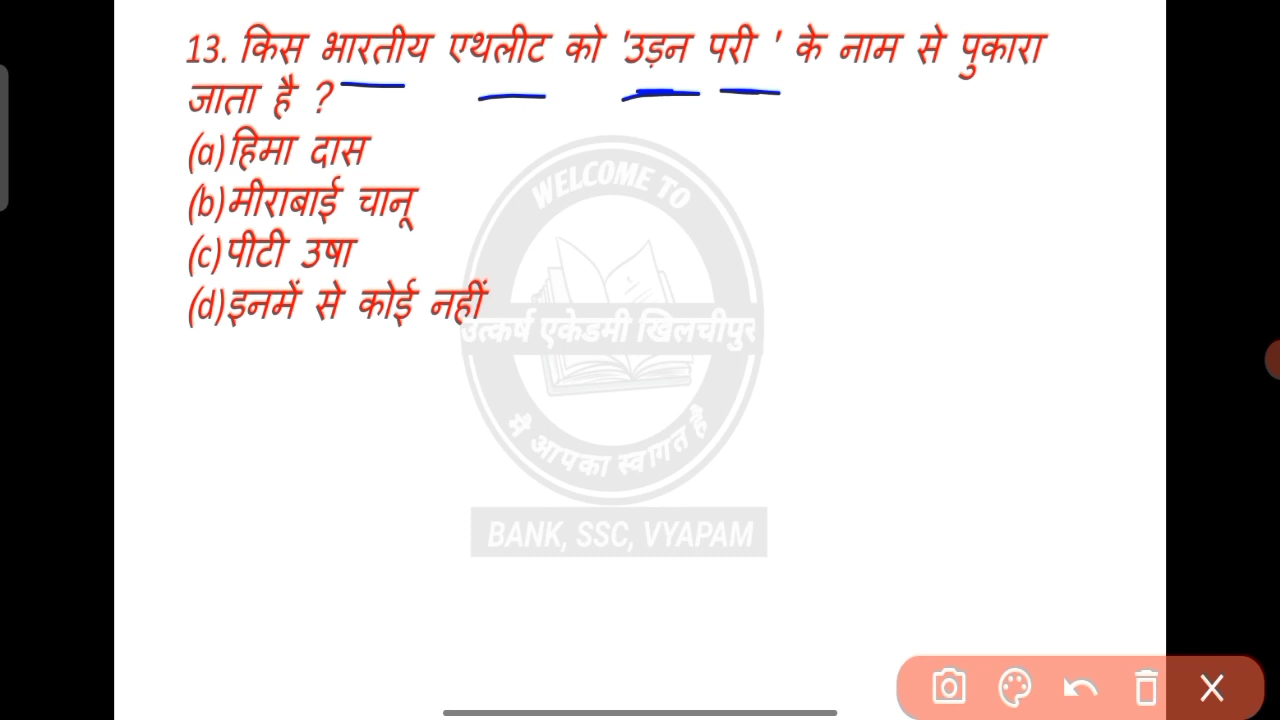 13. किस भारतीय एथलीट को 'उड़न परी ' के नाम से पुकारा
जाता है ?
(a)हिमा दास
(b)मीराबाई चानू
(c)पीटी उषा
(d)इनमें से कोई नहीं
WELCOME TO
उत्कर्ष एकेडमी खिलचीपुर
मै आपका स्वागत है
BANK, SSC, VYAPAM